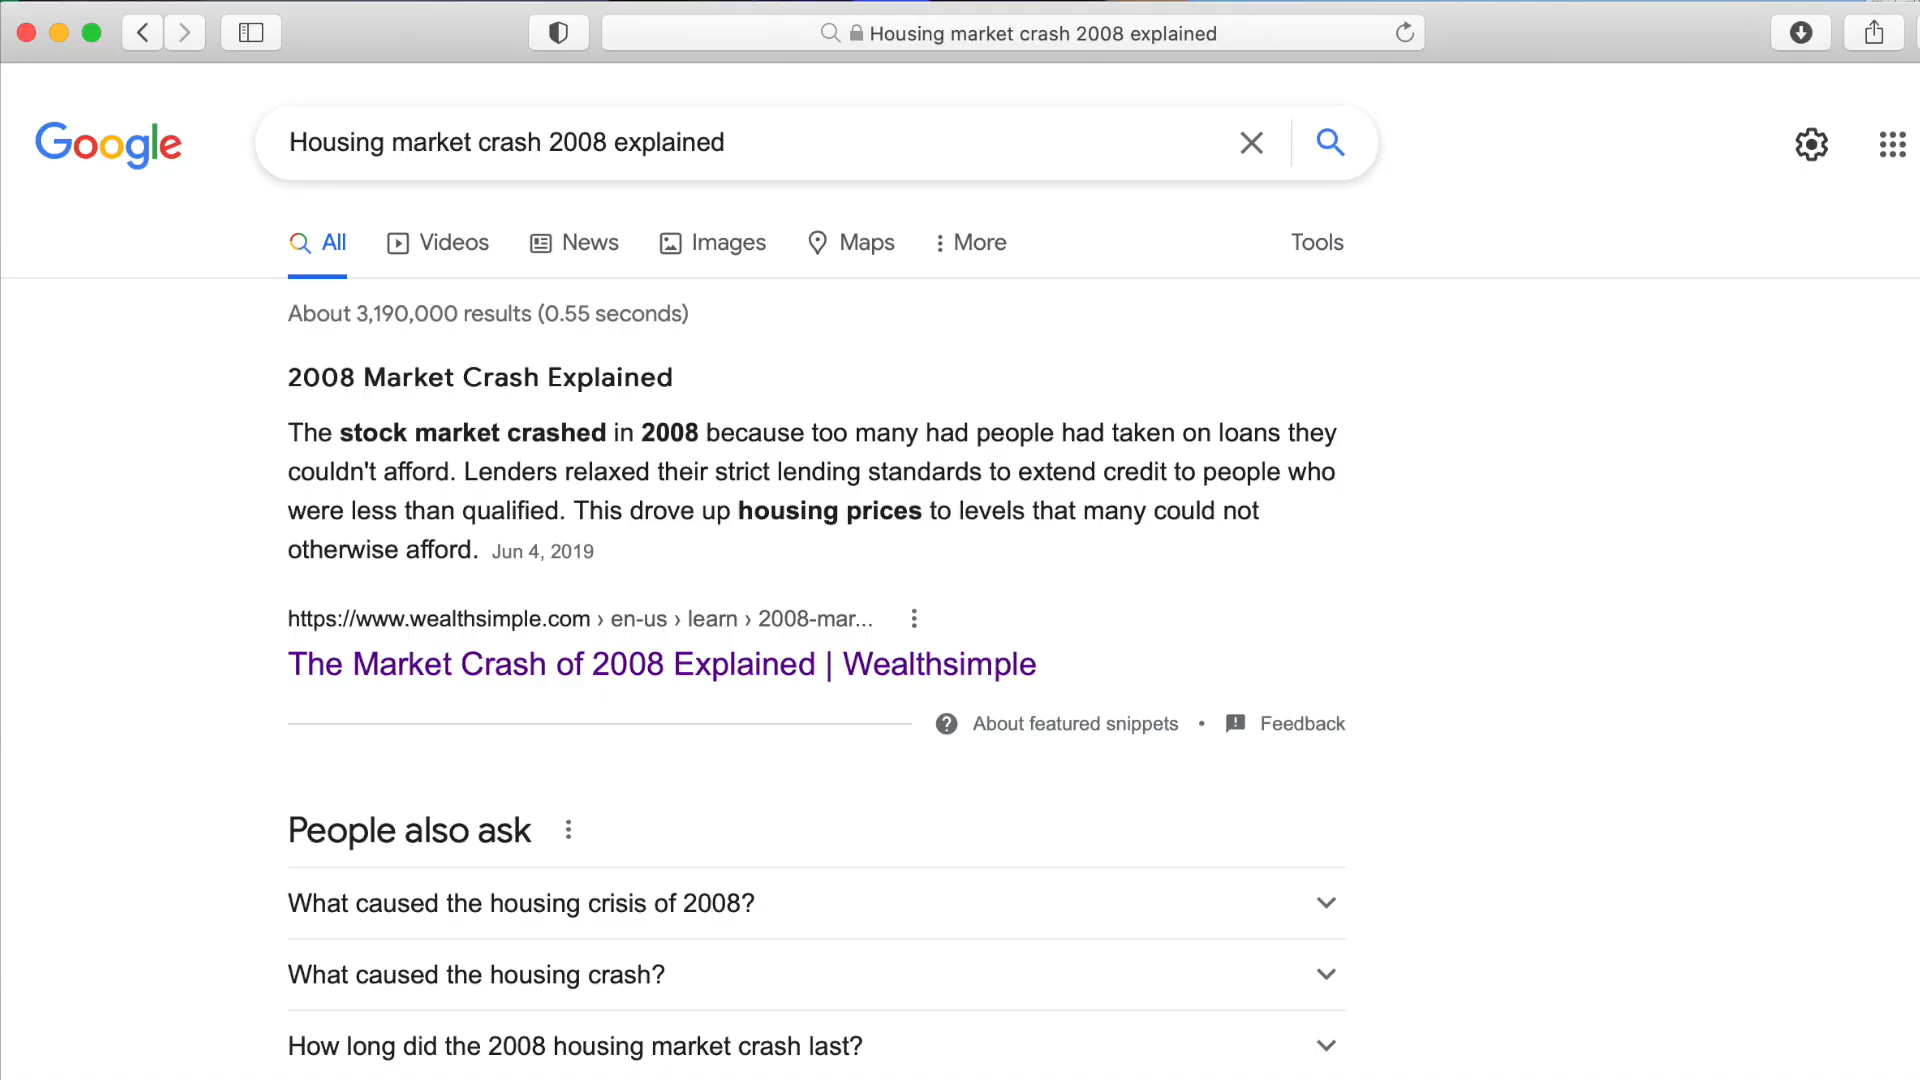 Housing market crash 2008 explained
Google
Housing market crash 2008 explained
All Videos News Images Maps More Tools
About 3,190,000 results (0.55 seconds)
2008 Market Crash Explained
The stock market crashed in 2008 because too many had people had taken on loans they
couldn't afford. Lenders relaxed their strict lending standards to extend credit to people who
were less than qualified. This drove up housing prices to levels that many could not
otherwise afford. Jun 4, 2019
https://www.wealthsimple.com › en-us › learn › 2008-mar...
The Market Crash of 2008 Explained | Wealthsimple
About featured snippets • Feedback
People also ask
What caused the housing crisis of 2008?
What caused the housing crash?
How long did the 2008 housing market crash last?